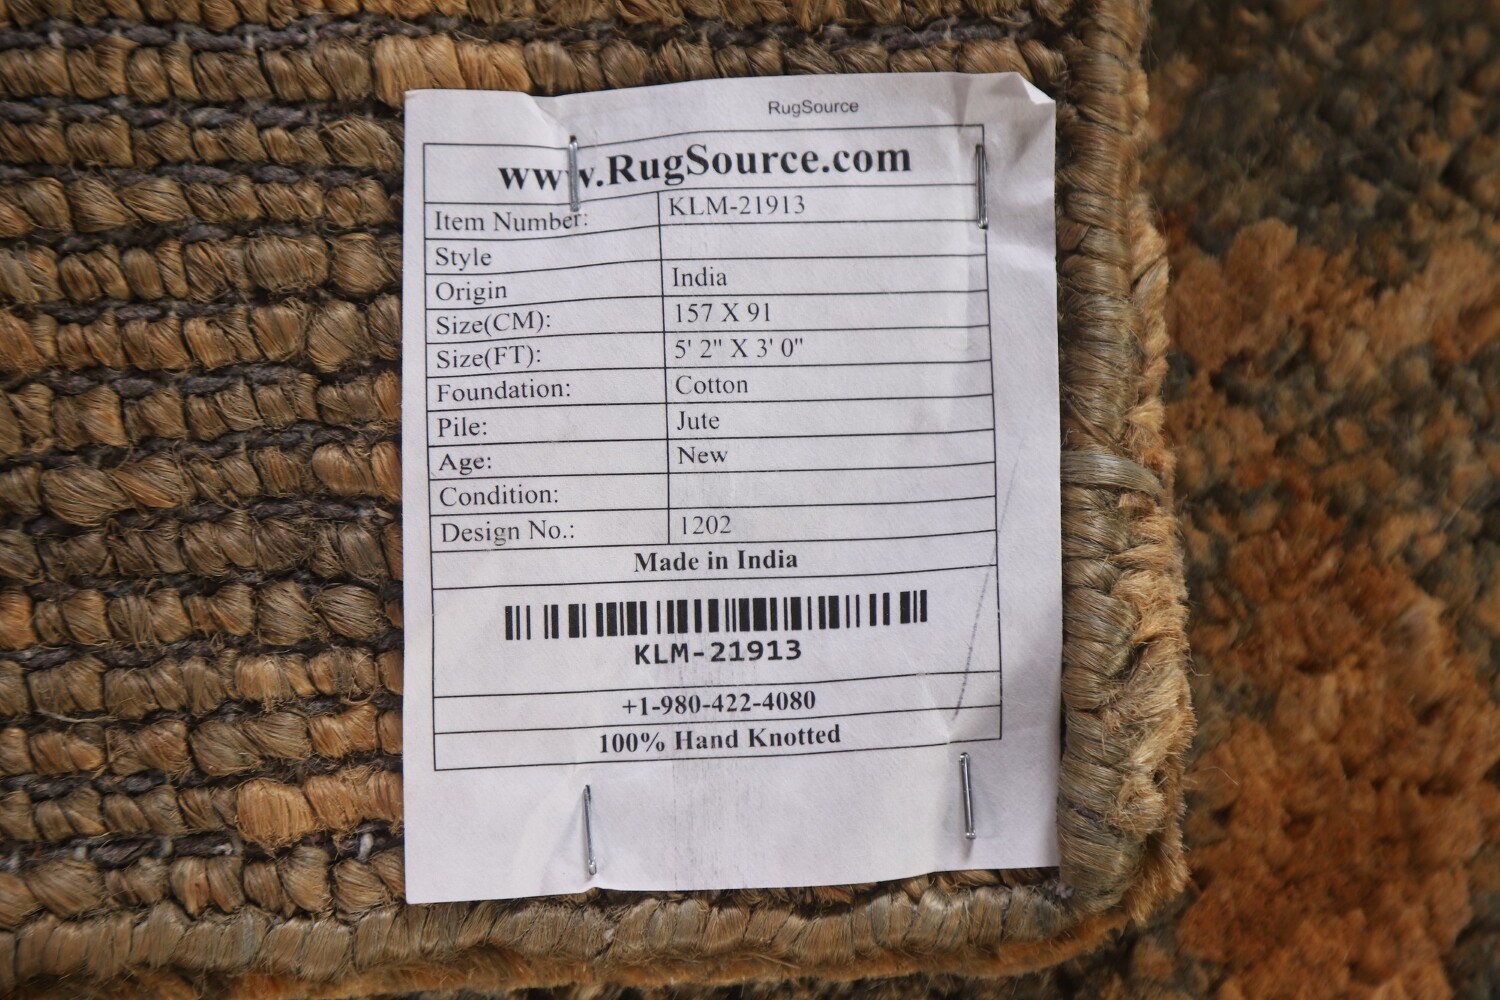 RugSource
www.RugSource.com
Item Number: KLM-21913
Style
Origin India
Size(CM): 157 X 91
Size(FT): 5' 2" X 3' 0"
Foundation: Cotton
Pile: Jute
Age: New
Condition:
Design No.: 1202
Made in India
KLM-21913
+1-980-422-4080
100% Hand Knotted